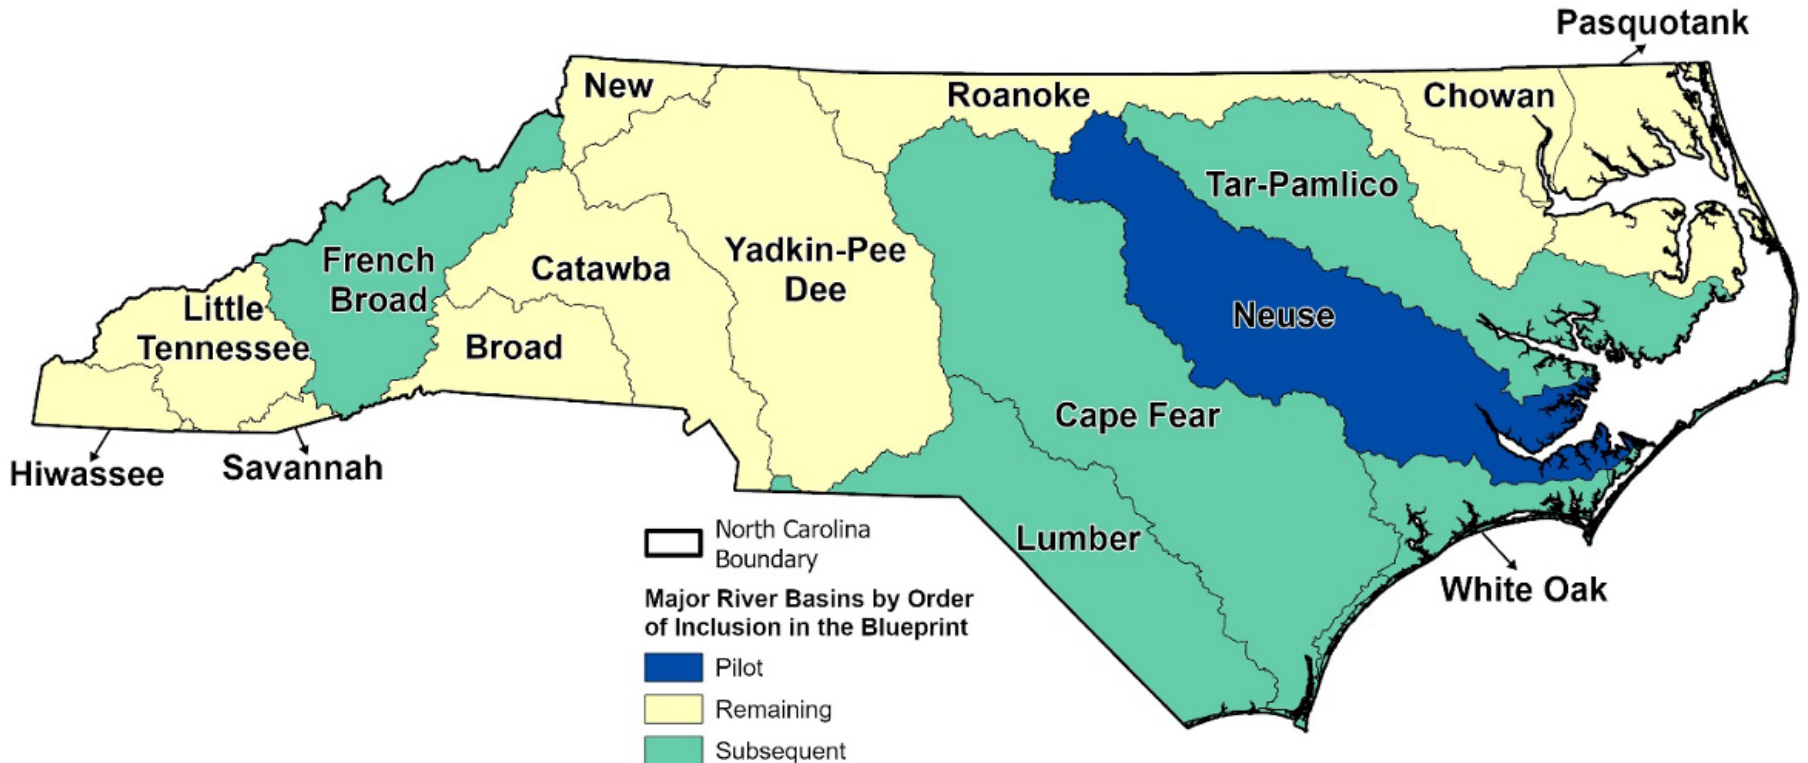 Pasquotank
New
Roanoke
Chowan
Tar-Pamlico
French
Broad
Catawba
Yadkin-Pee
Dee
Little
Tennessee
Broad
Neuse
Cape Fear
Hiwassee
Savannah
Lumber
White Oak
North Carolina
Boundary
Major River Basins by Order
of Inclusion in the Blueprint
Pilot
Remaining
Subsequent